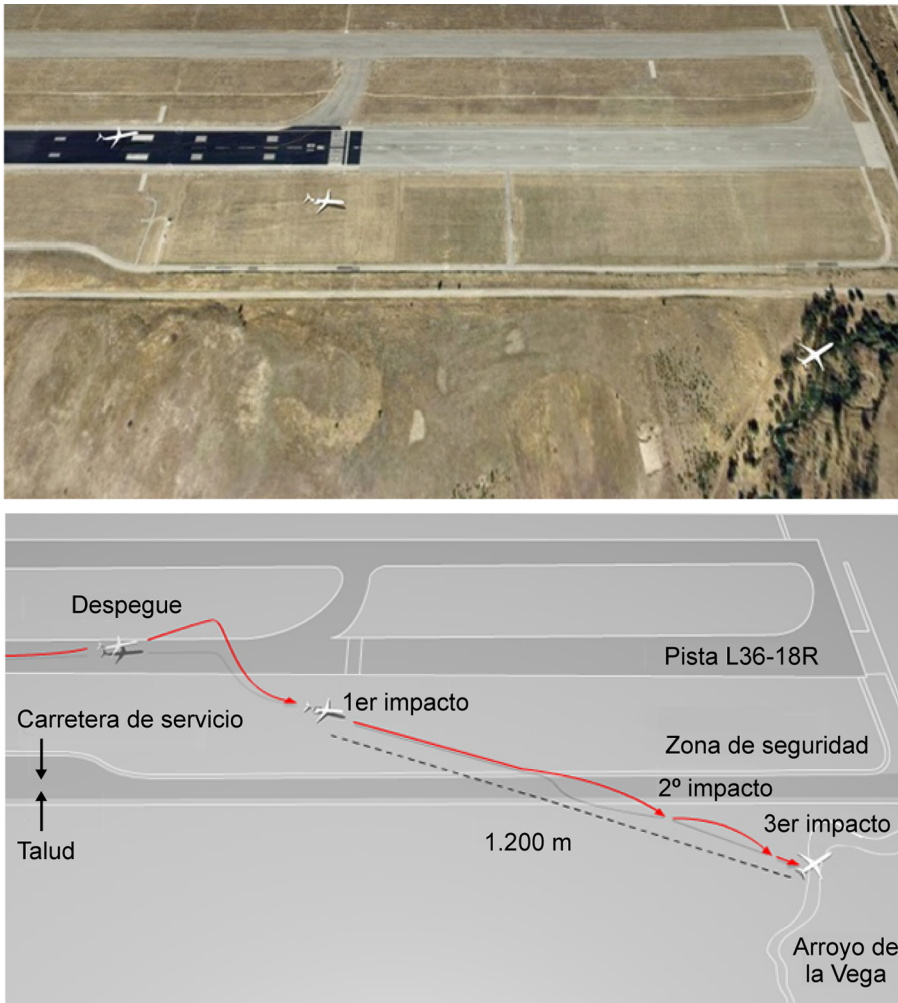 Despegue
Pista L36-18R
1er impacto
Carretera de servicio
Zona de seguridad
2º impacto
3er impacto
1.200 m
Talud
Arroyo de
la Vega